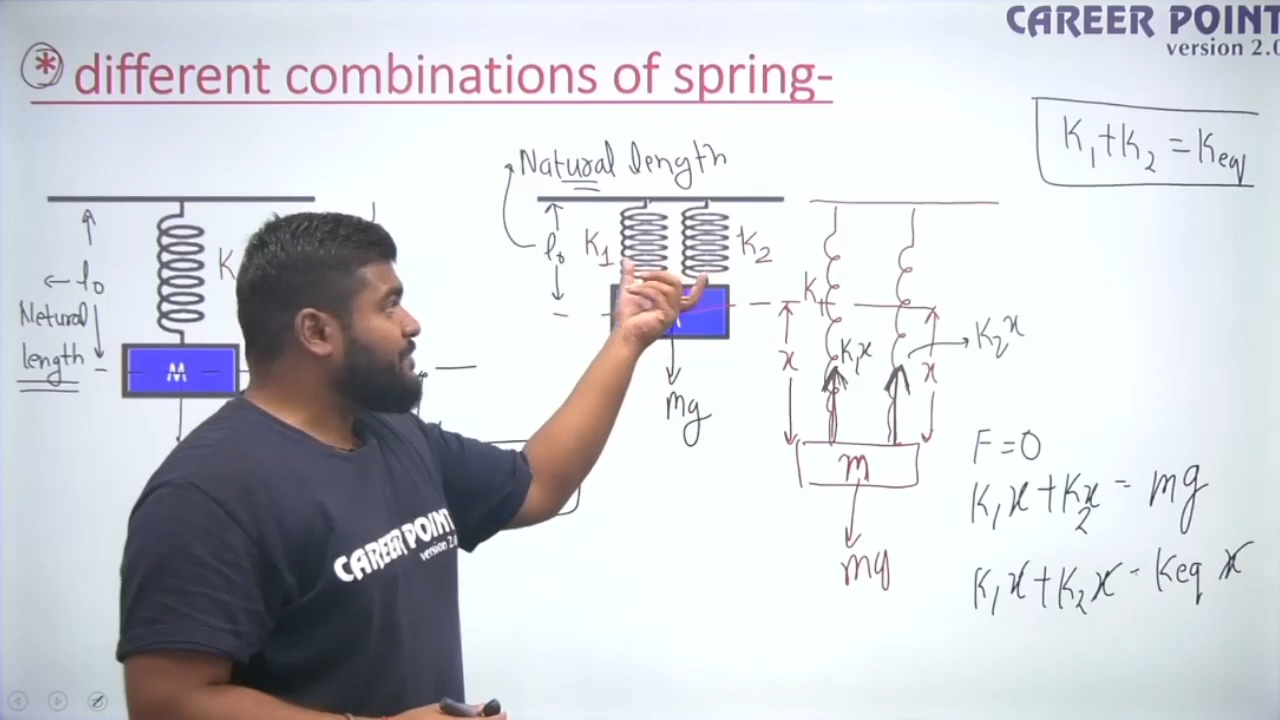 CAREER POINT
version 2.0
* different combinations of spring-
K₁+K₂ = Keq
Natural length
K
l₀
Netural
length
M
l₀
K₁
K₂
mg
K₁
x
K₁x
K₂x
x
m
mg
F=0
K₁x+K₂x = mg
K₁x+K₂x = Keq x
CAREER POINT
version 2.0